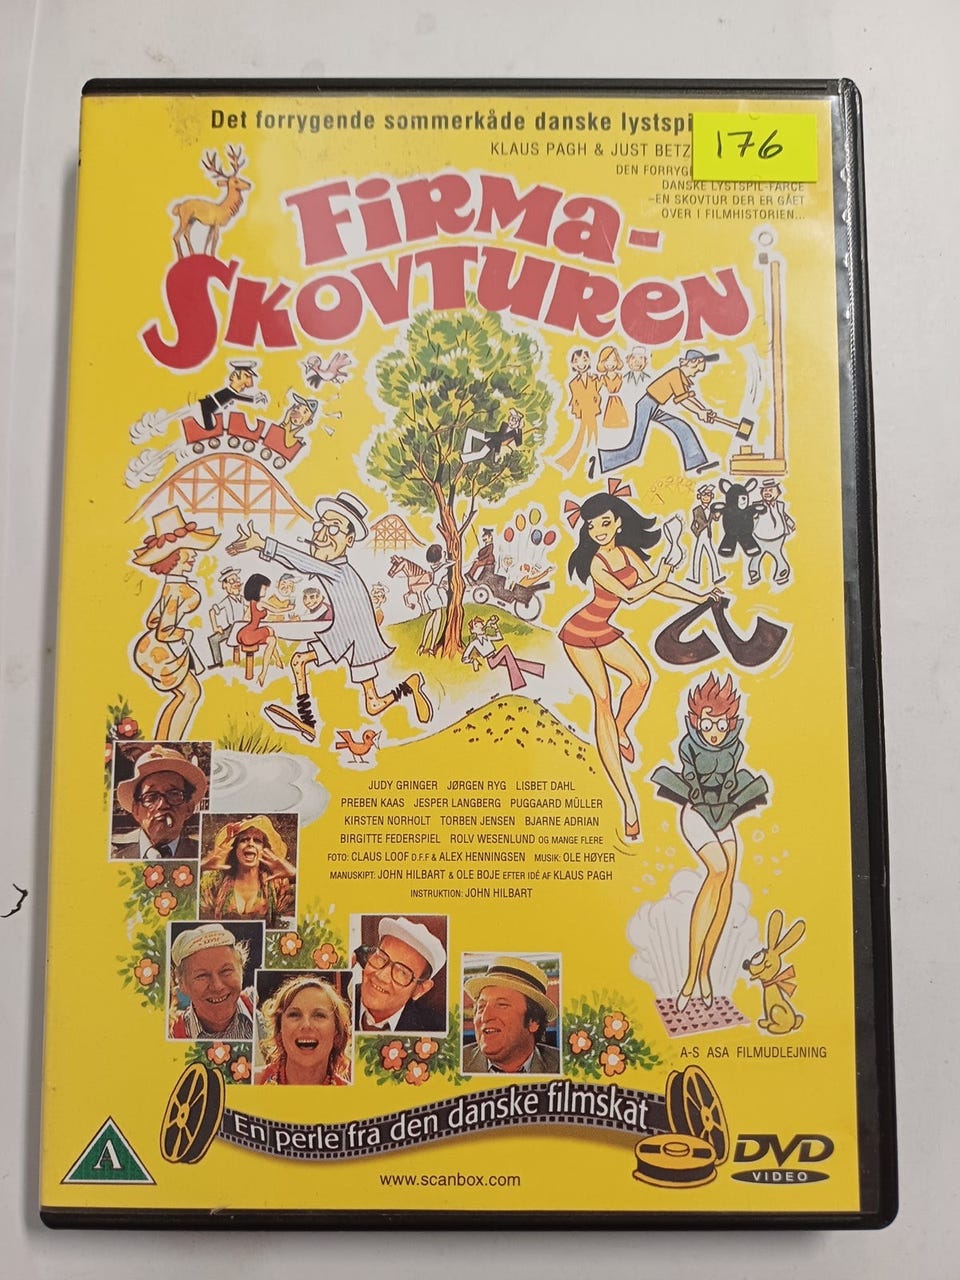 Det forrygende sommerkåde danske lystspi
176
KLAUS PAGH & JUST BETZ
DEN FORRYG
DANSKE LYSTSPIL-FARCE
-EN SKOVTUR DER ER GÅET
OVER I FILMHISTORIEN...
FiRMa-
SKOVTUREN
JUDY GRINGER JØRGEN RYG LISBET DAHL
PREBEN KAAS JESPER LANGBERG PUGGAARD MÜLLER
KIRSTEN NORHOLT TORBEN JENSEN BJARNE ADRIAN
BIRGITTE FEDERSPIEL ROLV WESENLUND OG MANGE FLERE
FOTO: CLAUS LOOF D.F.F & ALEX HENNINGSEN MUSIK: OLE HØYER
MANUSKIPT: JOHN HILBART & OLE BOJE EFTER IDÉ AF KLAUS PAGH
INSTRUKTION: JOHN HILBART
A-S ASA FILMUDLEJNING
En perle fra den danske filmskat
A
DVD
VIDEO
www.scanbox.com